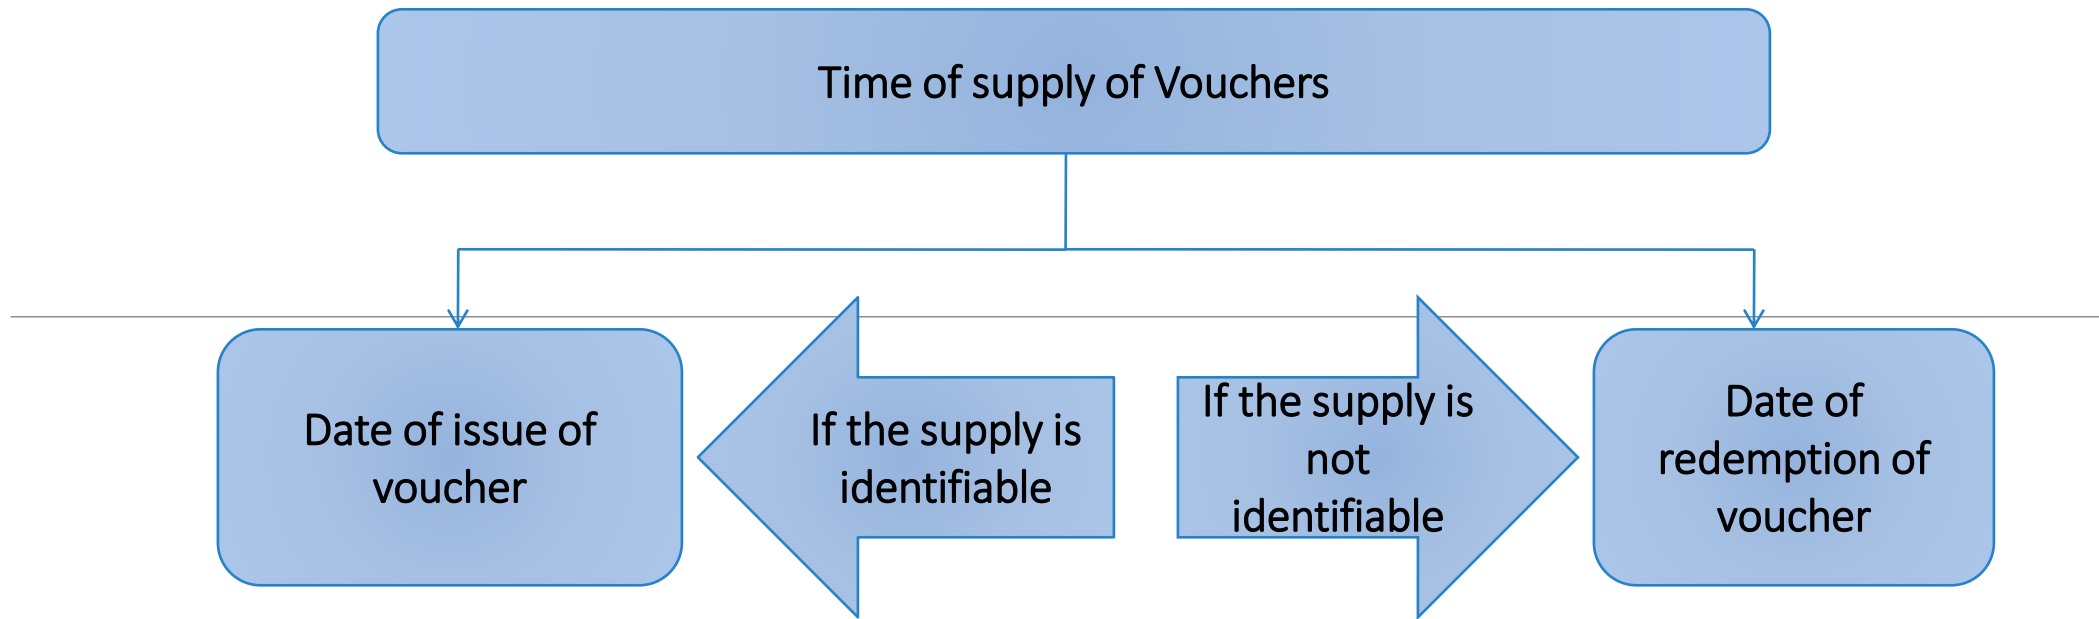 Time of supply of Vouchers
Date of issue of
voucher
If the supply is
identifiable
If the supply is
not
identifiable
Date of
redemption of
voucher